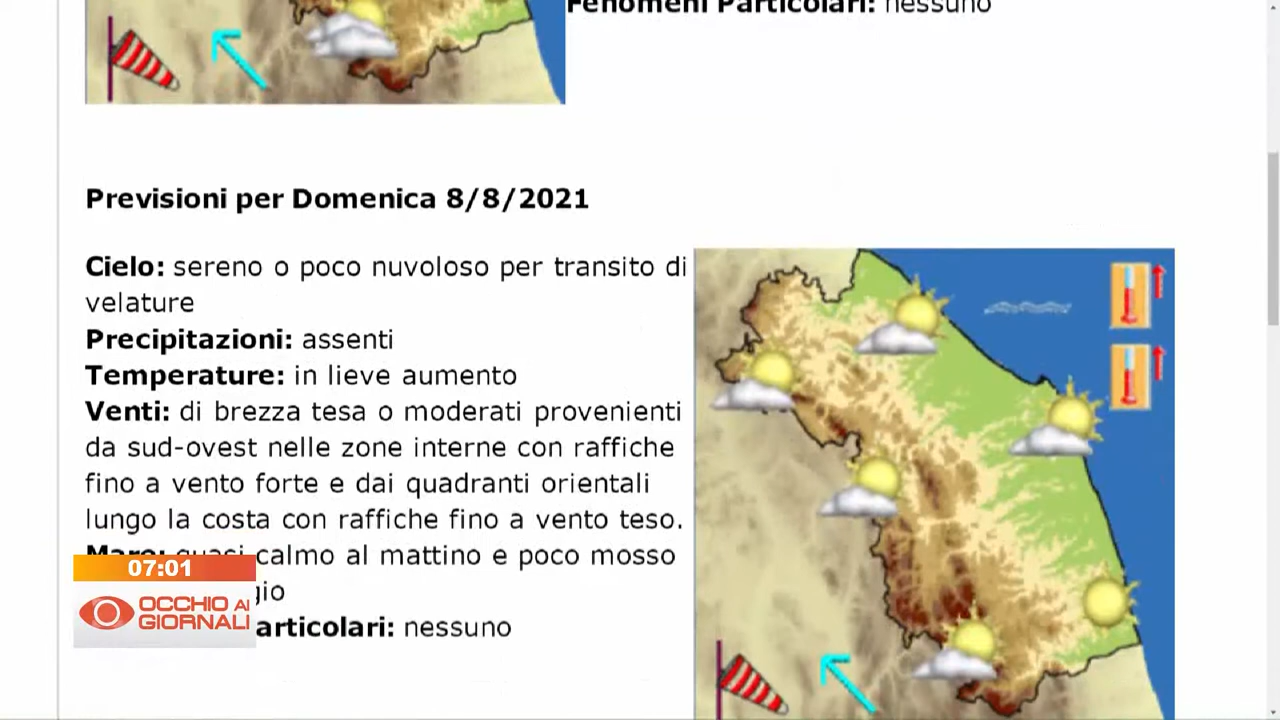 Fenomeni Particolari: nessuno
Previsioni per Domenica 8/8/2021
Cielo: sereno o poco nuvoloso per transito di
velature
Precipitazioni: assenti
Temperature: in lieve aumento
Venti: di brezza tesa o moderati provenienti
da sud-ovest nelle zone interne con raffiche
fino a vento forte e dai quadranti orientali
lungo la costa con raffiche fino a vento teso.
Mare: quasi calmo al mattino e poco mosso
gio
articolari: nessuno
07:01
OCCHIO AI
GIORNALI